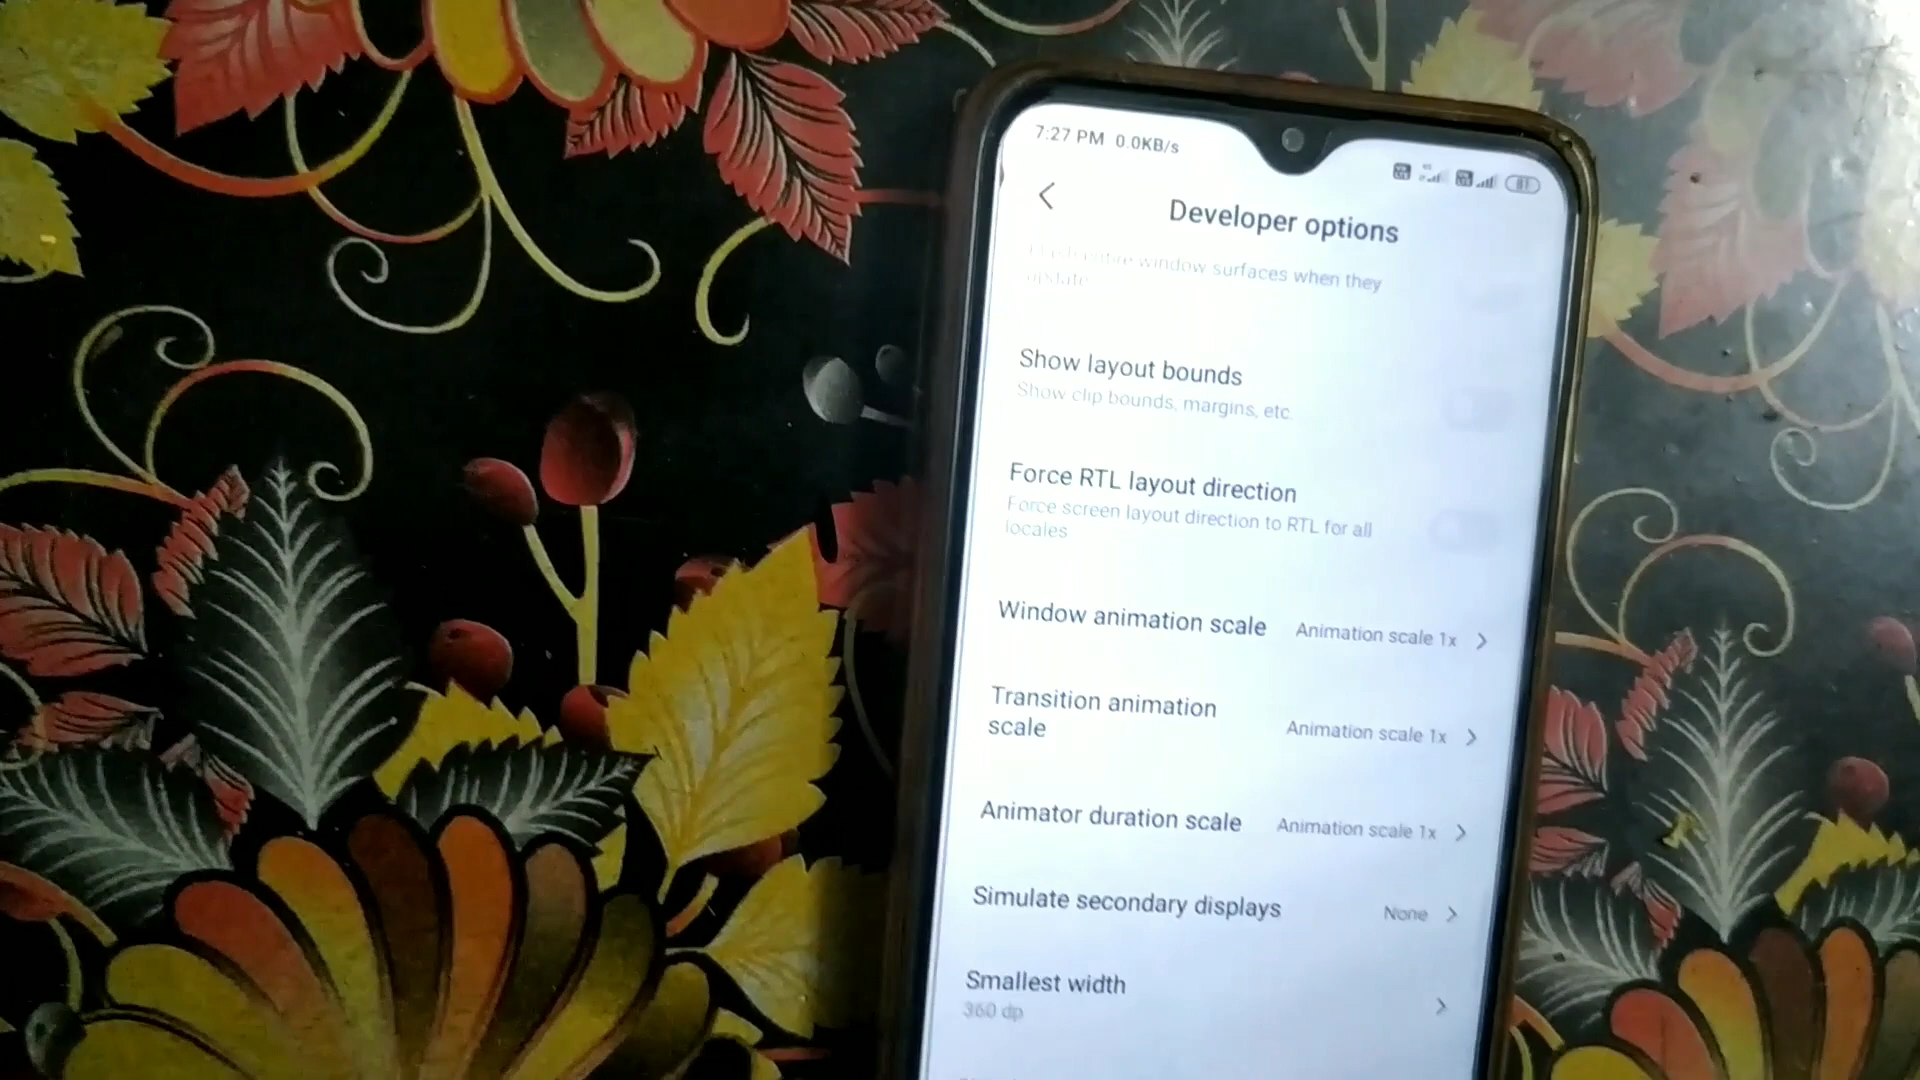 7:27 PM 0.0KB/s
81
Developer options
entire window surfaces when they
update
Show layout bounds
Show clip bounds, margins, etc.
Force RTL layout direction
Force screen layout direction to RTL for all
locales
Window animation scale Animation scale 1x
Transition animation
scale Animation scale 1x
Animator duration scale Animation scale 1x
Simulate secondary displays None
Smallest width
360 dp